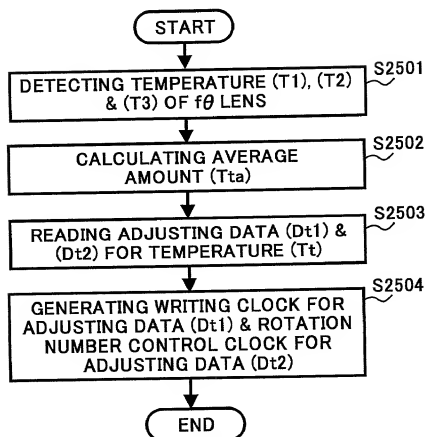 START
S2501
DETECTING TEMPERATURE (T1), (T2)
& (T3) OF fθ LENS
S2502
CALCULATING AVERAGE
AMOUNT (Tta)
S2503
READING ADJUSTING DATA (Dt1) &
(Dt2) FOR TEMPERATURE (Tt)
S2504
GENERATING WRITING CLOCK FOR
ADJUSTING DATA (Dt1) & ROTATION
NUMBER CONTROL CLOCK FOR
ADJUSTING DATA (Dt2)
END